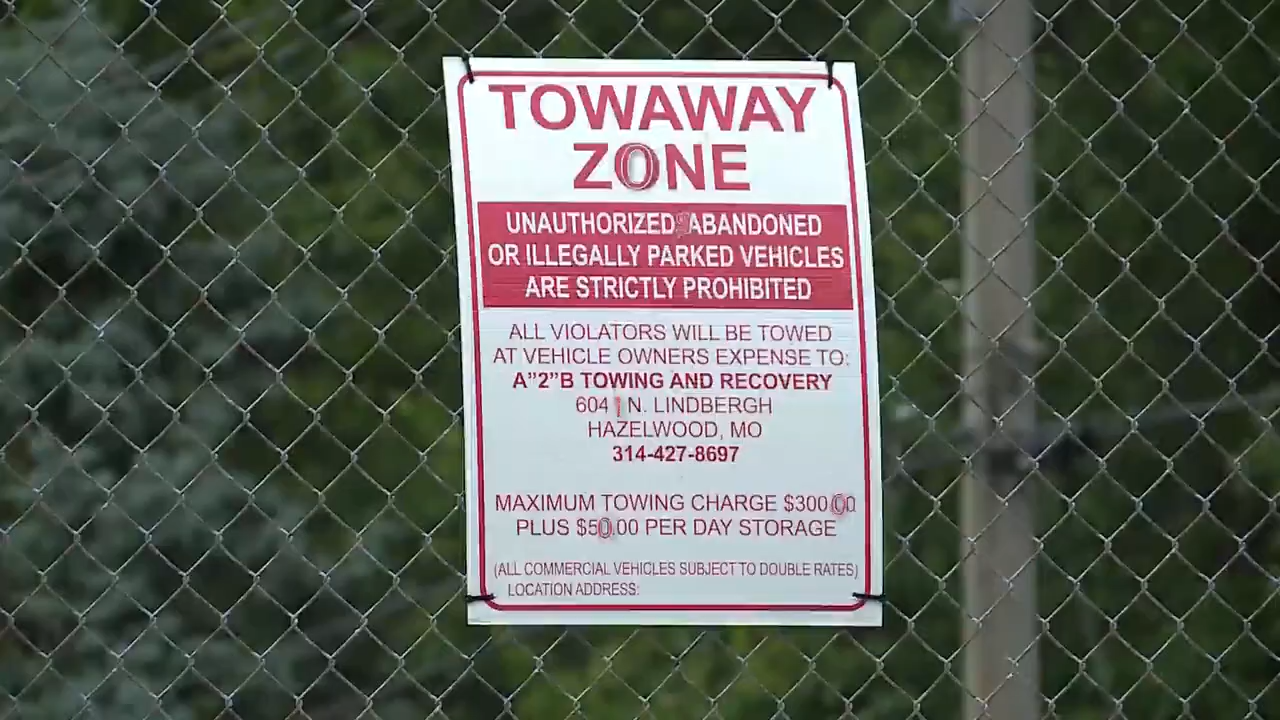 TOWAWAY
ZONE
UNAUTHORIZED ABANDONED
OR ILLEGALLY PARKED VEHICLES
ARE STRICTLY PROHIBITED
ALL VIOLATORS WILL BE TOWED
AT VEHICLE OWNERS EXPENSE TO:
A"2"B TOWING AND RECOVERY
N. LINDBERGH
HAZELWOOD, MO
314-427-8697
MAXIMUM TOWING CHARGE
PLUS $50.00 PER DAY STORAGE
(ALL COMMERCIAL VEHICLES SUBJECT TO DOUBLE RATES)
LOCATION ADDRESS: